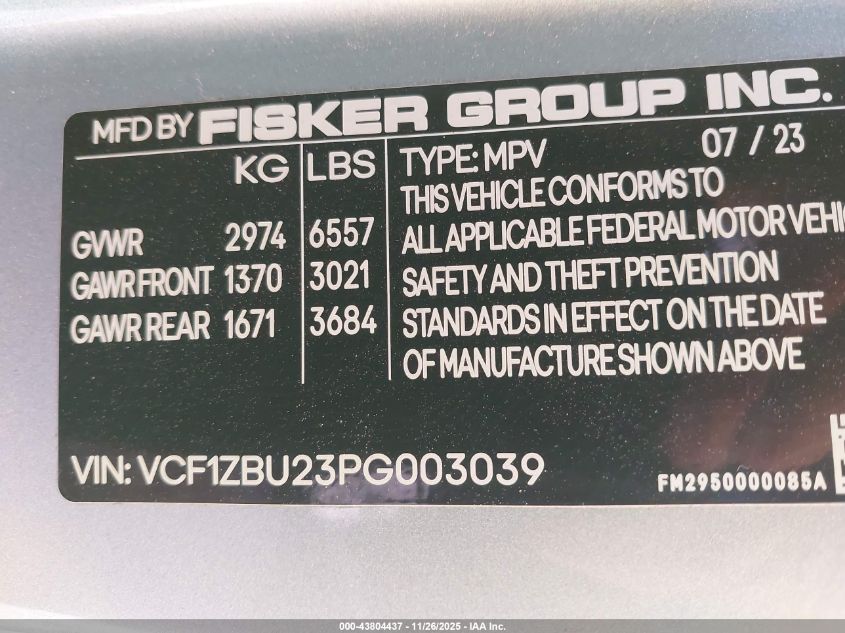 MFD BY FISKER GROUP INC.
KG LBS
TYPE: MPV 07 / 23
THIS VEHICLE CONFORMS TO
GVWR 2974 6557 ALL APPLICABLE FEDERAL MOTOR VEHI
GAWR FRONT 1370 3021 SAFETY AND THEFT PREVENTION
GAWR REAR 1671 3684 STANDARDS IN EFFECT ON THE DATE
OF MANUFACTURE SHOWN ABOVE
VIN: VCF1ZBU23PG003039
FM2950000085A
000-43804437 - 11/26/2025 - IAA Inc.